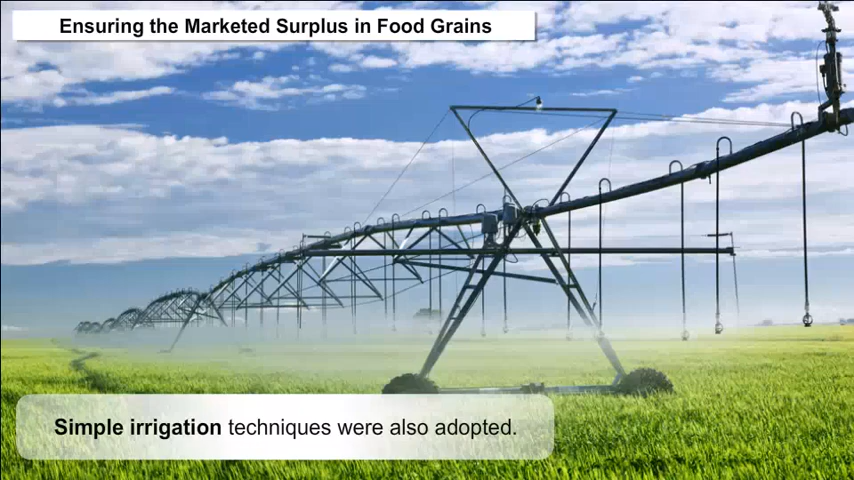 Ensuring the Marketed Surplus in Food Grains
Simple irrigation techniques were also adopted.